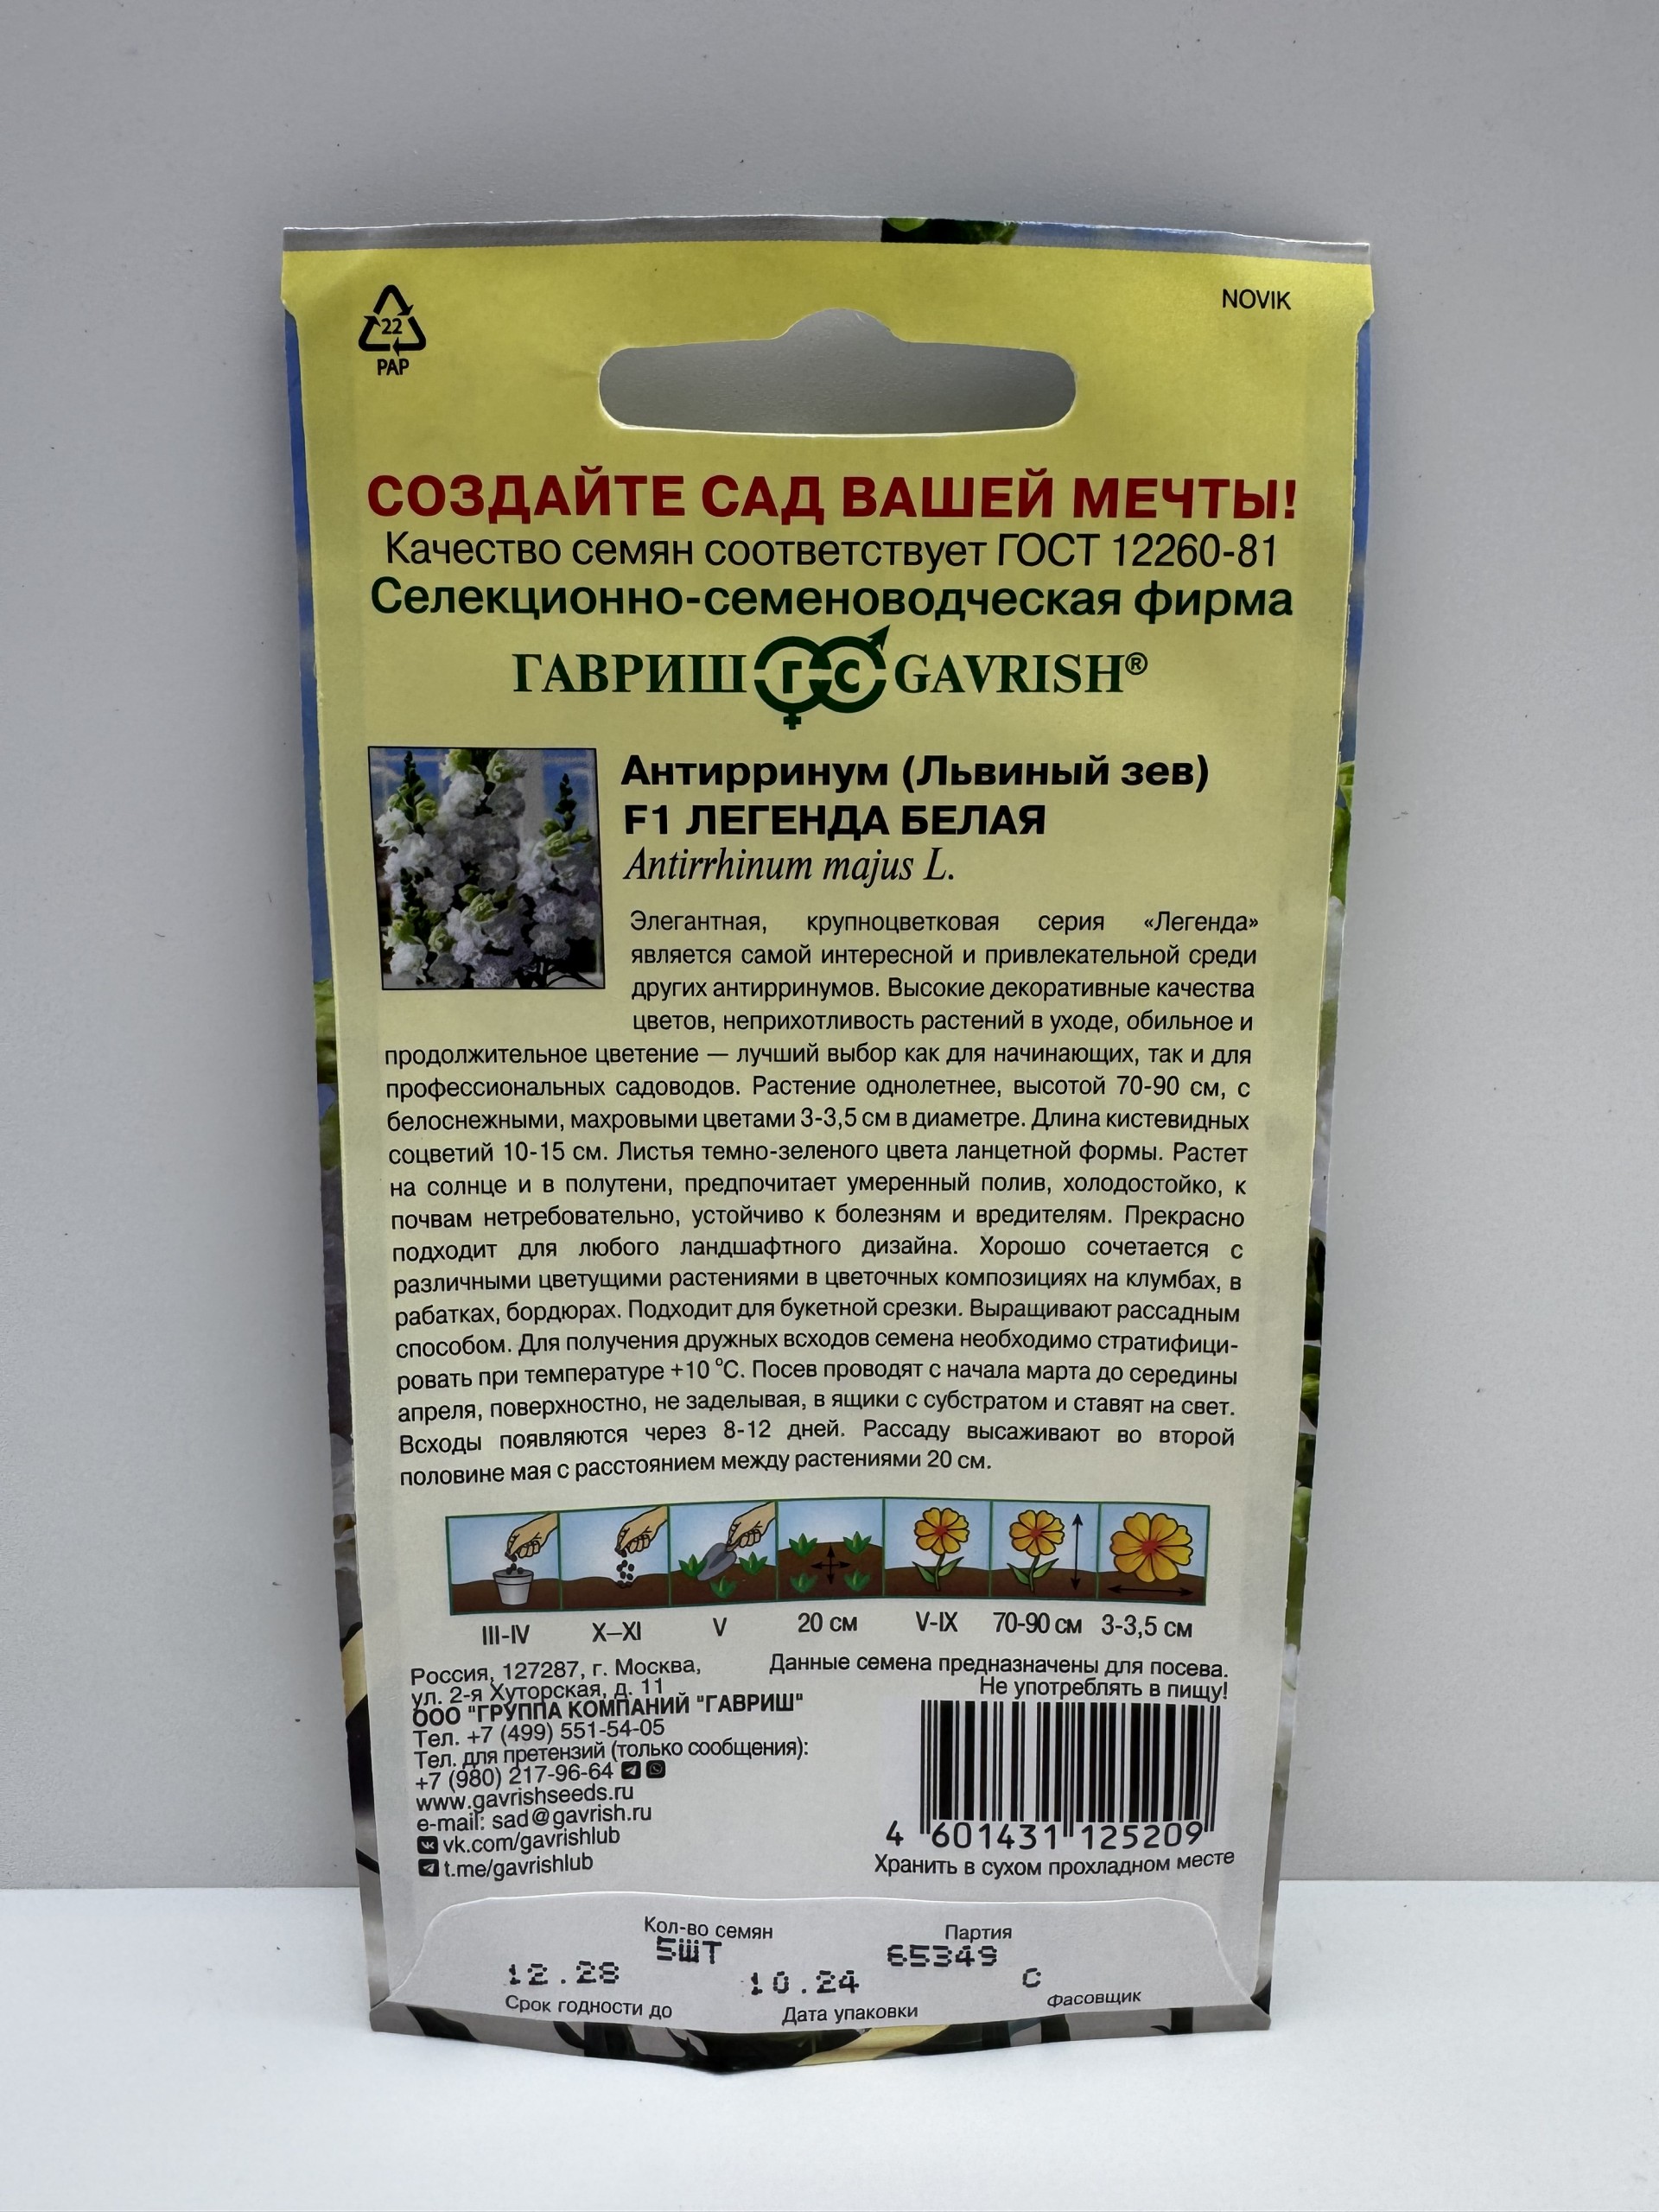 22
PAP
NOVIK
СОЗДАЙТЕ САД ВАШЕЙ МЕЧТЫ!
Качество семян соответствует ГОСТ 12260-81
Селекционно-семеноводческая фирма
ГАВРИШ ГС GAVRISH®
Антирринум (Львиный зев)
F1 ЛЕГЕНДА БЕЛАЯ
Antirrhinum majus L.
Элегантная, крупноцветковая серия «Легенда»
является самой интересной и привлекательной среди
других антирринумов. Высокие декоративные качества
цветов, неприхотливость растений в уходе, обильное и
продолжительное цветение — лучший выбор как для начинающих, так и для
профессиональных садоводов. Растение однолетнее, высотой 70-90 см, с
белоснежными, махровыми цветами 3-3,5 см в диаметре. Длина кистевидных
соцветий 10-15 см. Листья темно-зеленого цвета ланцетной формы. Растет
на солнце и в полутени, предпочитает умеренный полив, холодостойко, к
почвам нетребовательно, устойчиво к болезням и вредителям. Прекрасно
подходит для любого ландшафтного дизайна. Хорошо сочетается с
различными цветущими растениями в цветочных композициях на клумбах, в
рабатках, бордюрах. Подходит для букетной срезки. Выращивают рассадным
способом. Для получения дружных всходов семена необходимо стратифици-
ровать при температуре +10 °С. Посев проводят с начала марта до середины
апреля, поверхностно, не заделывая, в ящики с субстратом и ставят на свет.
Всходы появляются через 8-12 дней. Рассаду высаживают во второй
половине мая с расстоянием между растениями 20 см.
III-IV X–XI V 20 см V-IX 70-90 см 3-3,5 см
Россия, 127287, г. Москва,
ул. 2-я Хуторская, д. 11
ООО "ГРУППА КОМПАНИЙ "ГАВРИШ"
Тел. +7 (499) 551-54-05
Тел. для претензий (только сообщения):
+7 (980) 217-96-64
www.gavrishseeds.ru
e-mail: sad@gavrish.ru
vk.com/gavrishlub
t.me/gavrishlub
Данные семена предназначены для посева.
Не употреблять в пищу!
4 601431 125209
Хранить в сухом прохладном месте
Кол-во семян
5ШТ
Партия
65349
12.28
Срок годности до
10.24
Дата упаковки
С
Фасовщик